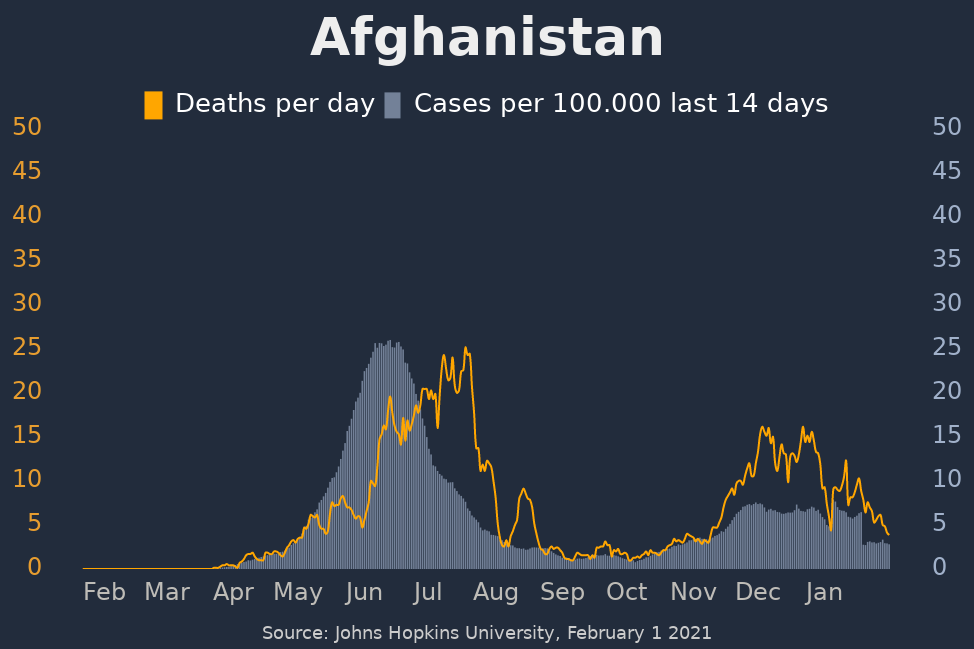 Afghanistan
Deaths per day Cases per 100.000 last 14 days
50 50
45 45
40 40
35 35
30 30
25 25
20 20
15 15
10 10
5 5
0 0
Feb Mar Apr May Jun Jul Aug Sep Oct Nov Dec Jan
Source: Johns Hopkins University, February 1 2021